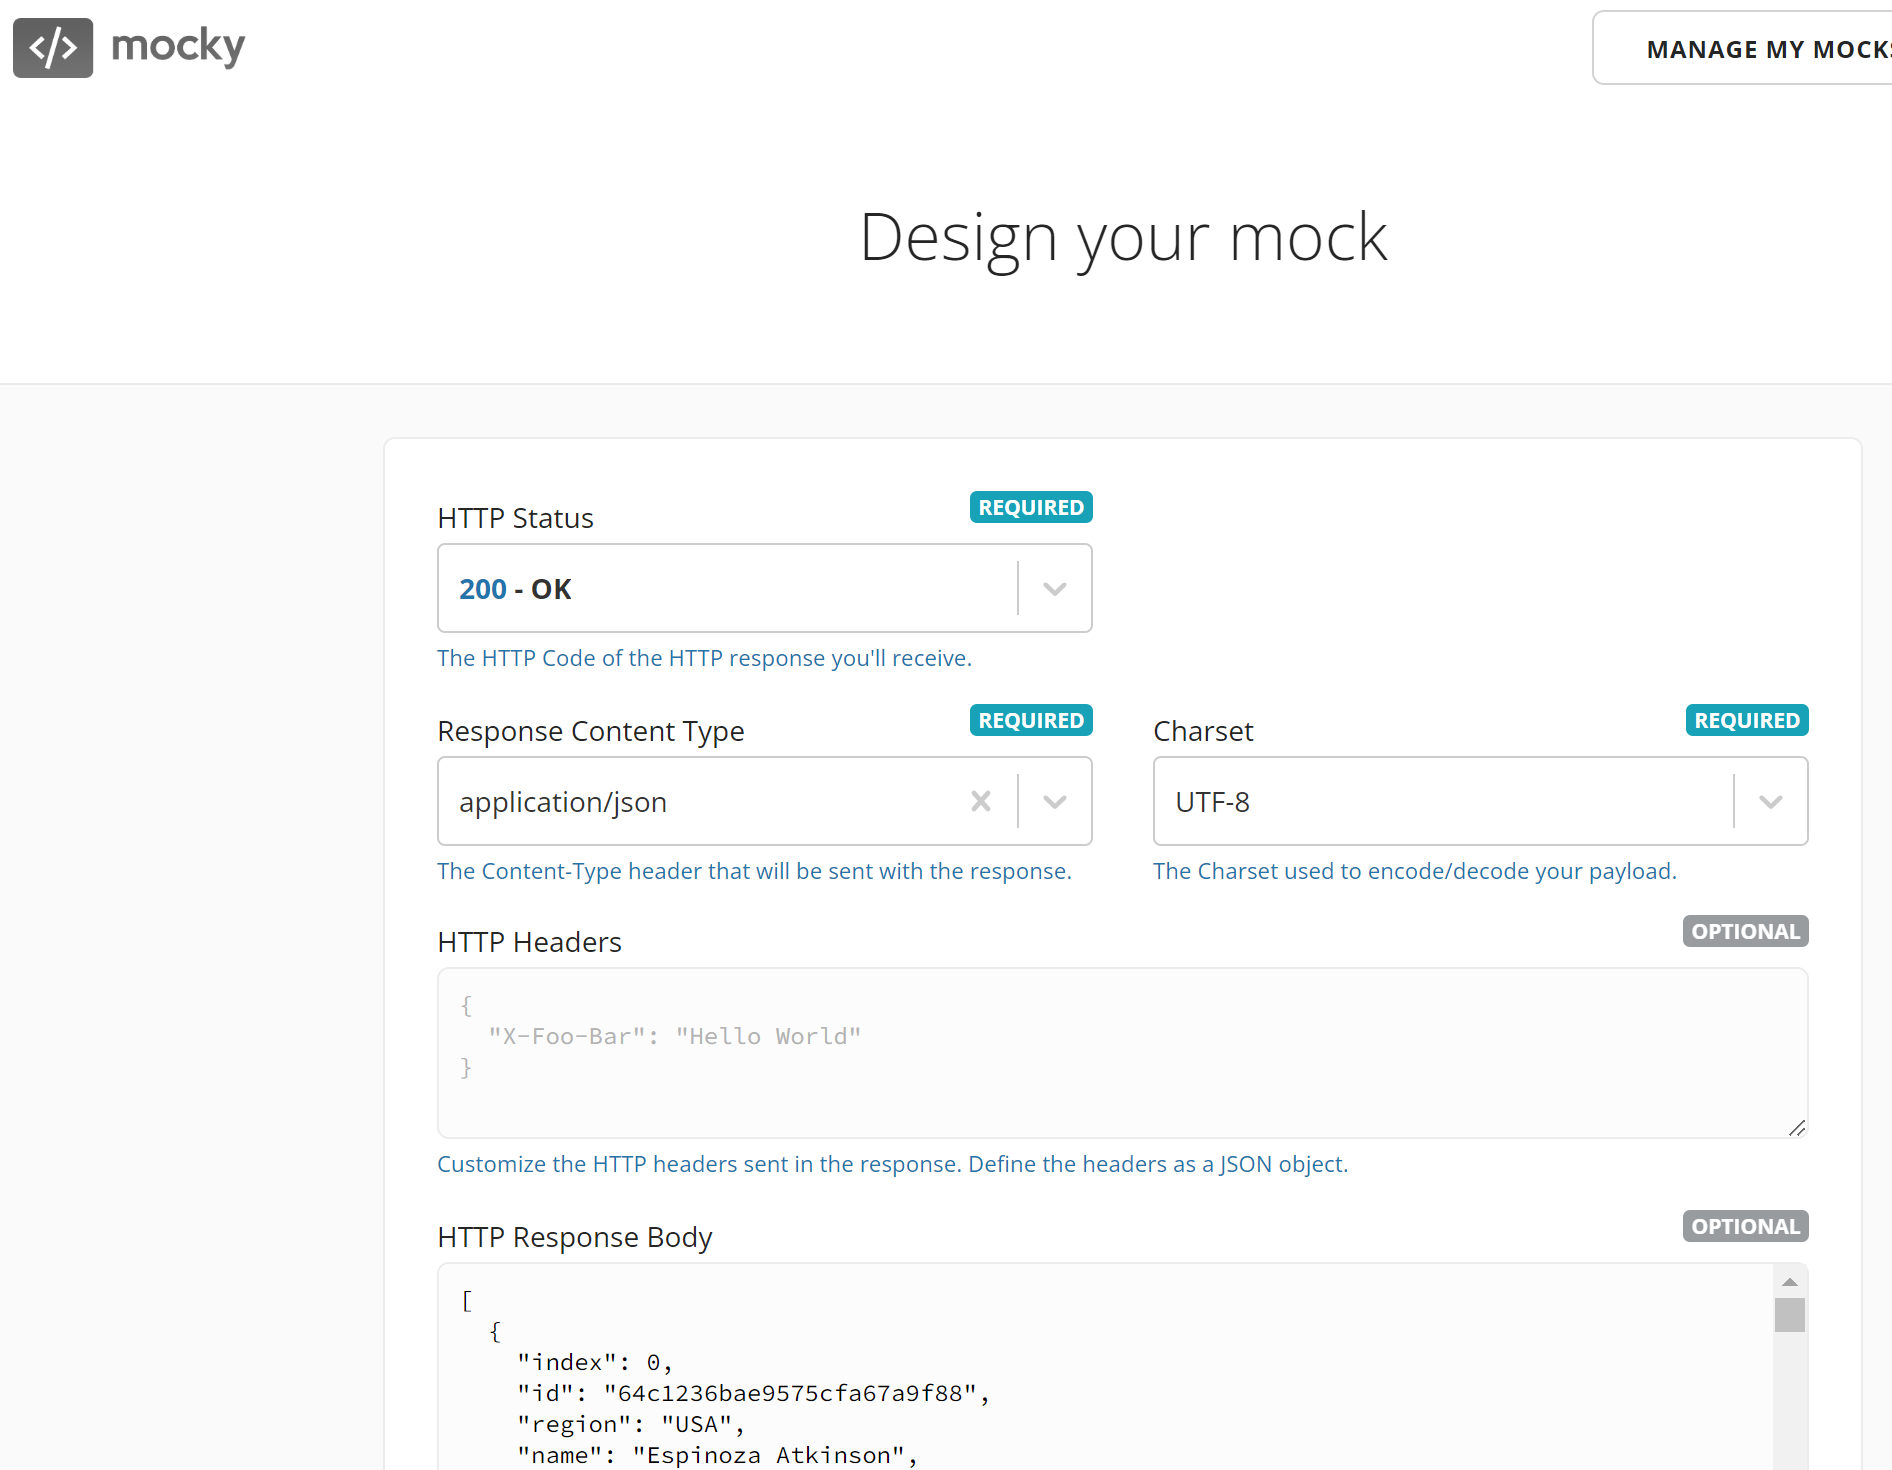 </> mocky
MANAGE MY MOCKS
Design your mock
HTTP Status
REQUIRED
200 - OK
The HTTP Code of the HTTP response you'll receive.
Response Content Type
REQUIRED
Charset
REQUIRED
application/json
UTF-8
The Content-Type header that will be sent with the response.
The Charset used to encode/decode your payload.
HTTP Headers
OPTIONAL
{
"X-Foo-Bar": "Hello World"
}
Customize the HTTP headers sent in the response. Define the headers as a JSON object.
HTTP Response Body
OPTIONAL
[
{
"index": 0,
"id": "64c1236bae9575cfa67a9f88",
"region": "USA",
"name": "Espinoza Atkinson",